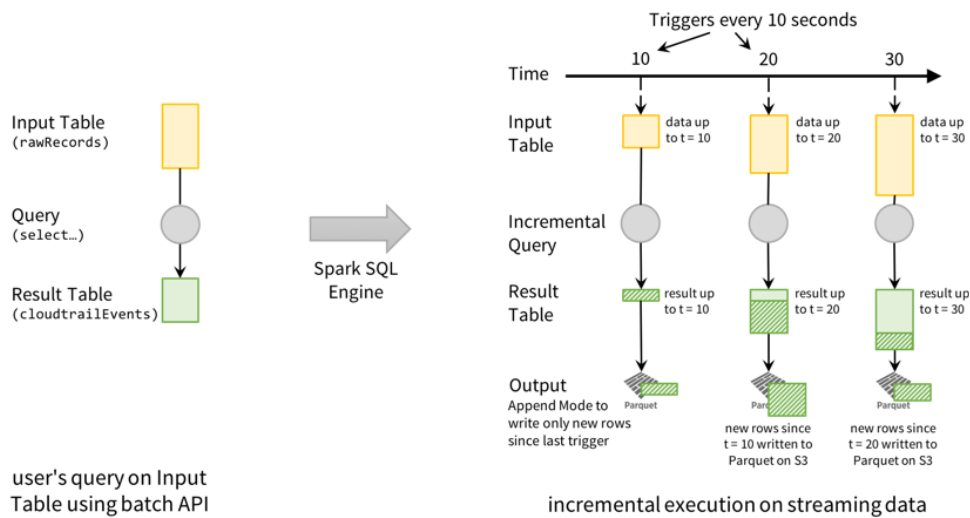 Triggers every 10 seconds
10
20
30
Time
Input Table
(rawRecords)
Query
(select…)
Result Table
(cloudtrailEvents)
user's query on Input
Table using batch API
Spark SQL
Engine
Input
Table
data up
to t = 10
data up
to t = 20
data up
to t = 30
Incremental
Query
Result
Table
result up
to t = 10
result up
to t = 20
result up
to t = 30
Output
Append Mode to
write only new rows
since last trigger
Parquet
Parquet
new rows since
t = 10 written to
Parquet on S3
new rows since
t = 20 written to
Parquet on S3
incremental execution on streaming data